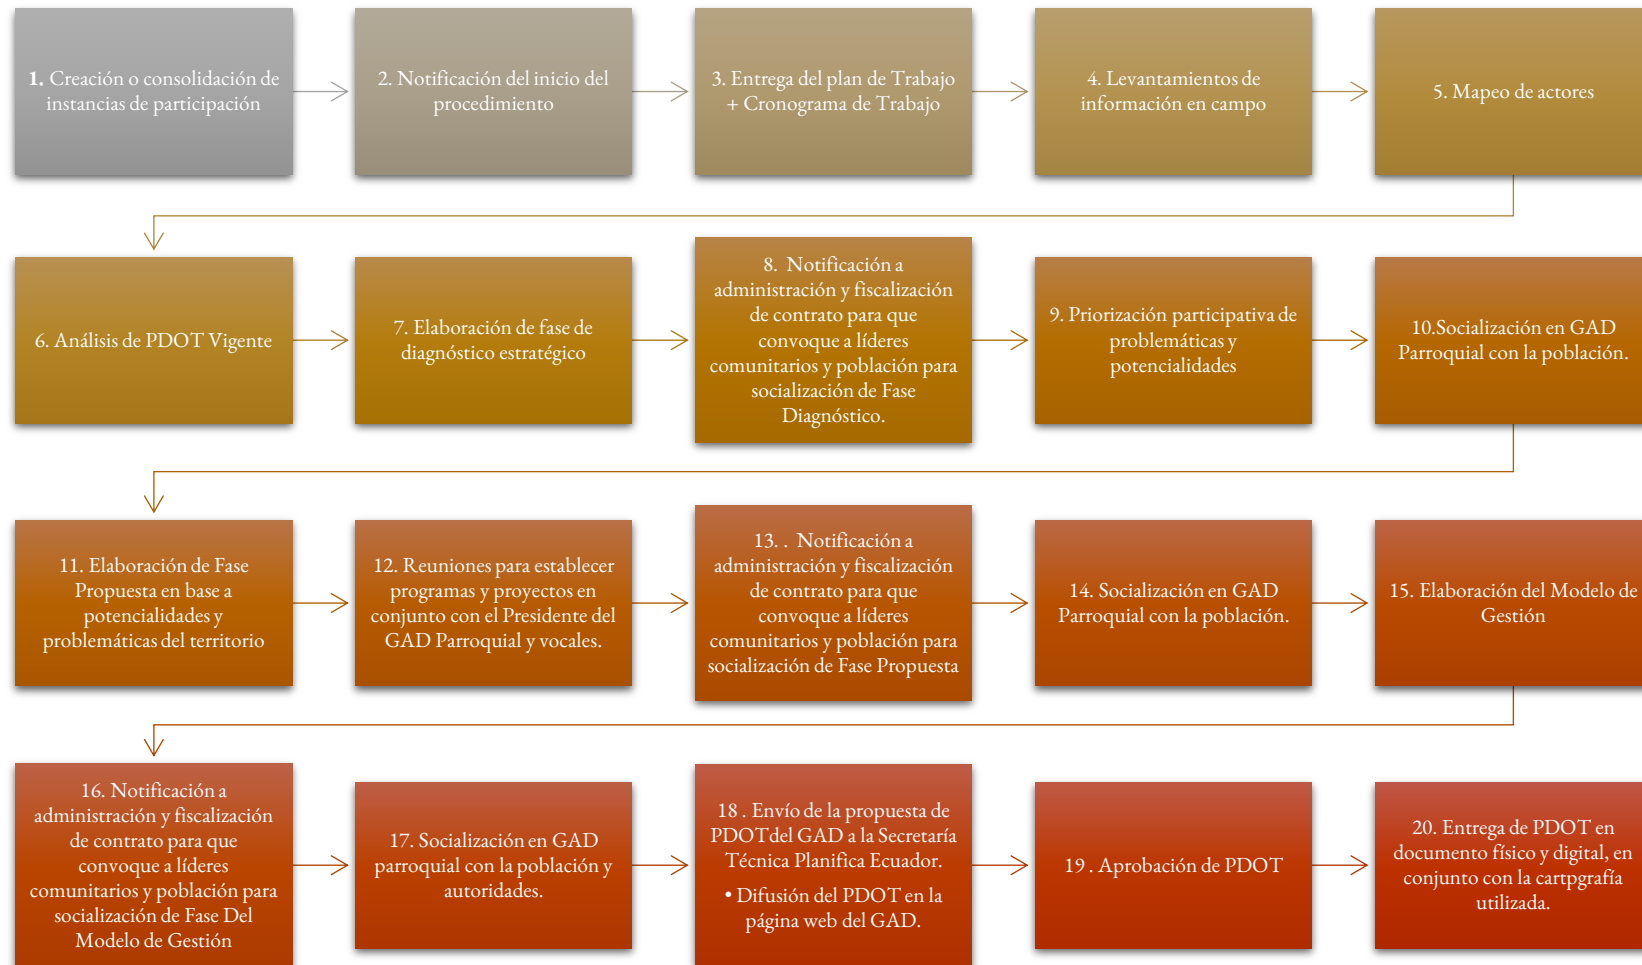 1. Creación o consolidación de
instancias de participación
2. Notificación del inicio del
procedimiento
3. Entrega del plan de Trabajo
+ Cronograma de Trabajo
4. Levantamientos de
información en campo
5. Mapeo de actores
6. Análisis de PDOT Vigente
7. Elaboración de fase de
diagnóstico estratégico
8. Notificación a
administración y fiscalización
de contrato para que
convoque a líderes
comunitarios y población para
socialización de Fase
Diagnóstico.
9. Priorización participativa de
problemáticas y
potencialidades
10.Socialización en GAD
Parroquial con la población.
11. Elaboración de Fase
Propuesta en base a
potencialidades y
problemáticas del territorio
12. Reuniones para establecer
programas y proyectos en
conjunto con el Presidente del
GAD Parroquial y vocales.
13. . Notificación a
administración y fiscalización
de contrato para que
convoque a líderes
comunitarios y población para
socialización de Fase Propuesta
14. Socialización en GAD
Parroquial con la población.
15. Elaboración del Modelo de
Gestión
16. Notificación a
administración y fiscalización
de contrato para que
convoque a líderes
comunitarios y población para
socialización de Fase Del
Modelo de Gestión
17. Socialización en GAD
parroquial con la población y
autoridades.
18 . Envío de la propuesta de
PDOTdel GAD a la Secretaría
Técnica Planifica Ecuador.
• Difusión del PDOT en la
página web del GAD.
19 . Aprobación de PDOT
20. Entrega de PDOT en
documento físico y digital, en
conjunto con la cartpgrafía
utilizada.